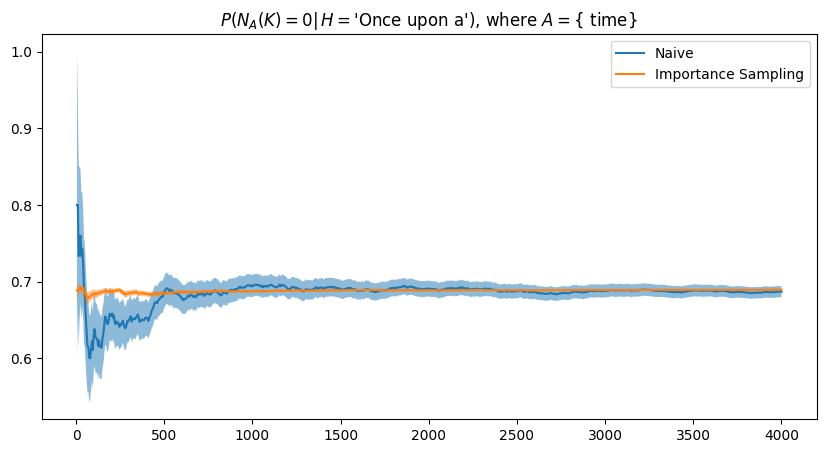 P(N_A(K) = 0| H = 'Once upon a'), where A = { time}
Naive
Importance Sampling
1.0
0.9
0.8
0.7
0.6
0 500 1000 1500 2000 2500 3000 3500 4000